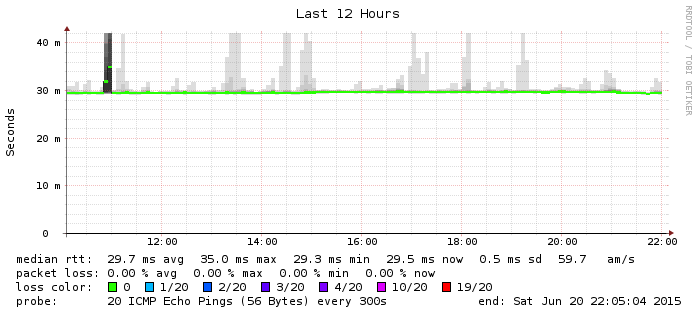 Last 12 Hours
RRDTOOL / TOBI OETIKER
Seconds
40 m
30 m
20 m
10 m
0
12:00 14:00 16:00 18:00 20:00 22:00
median rtt: 29.7 ms avg 35.0 ms max 29.3 ms min 29.5 ms now 0.5 ms sd 59.7 am/s
packet loss: 0.00 % avg 0.00 % max 0.00 % min 0.00 % now
loss color: 0 1/20 2/20 3/20 4/20 10/20 19/20
probe: 20 ICMP Echo Pings (56 Bytes) every 300s end: Sat Jun 20 22:05:04 2015